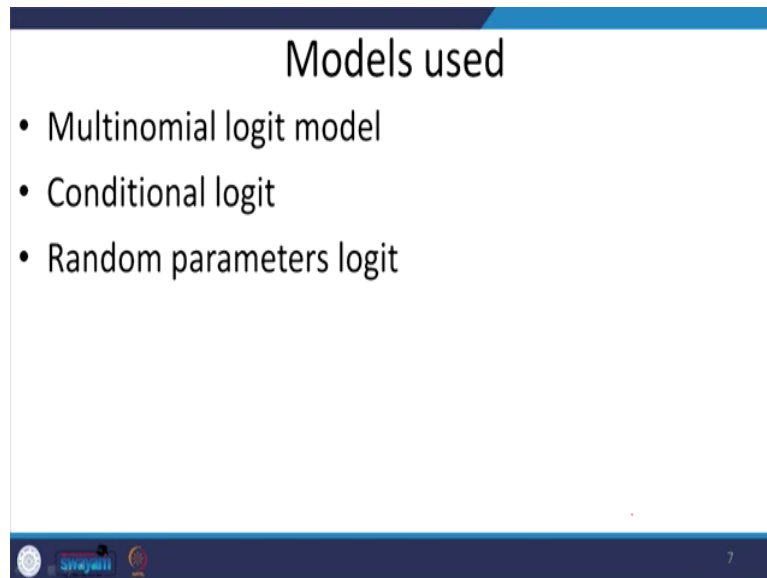 Models used
• Multinomial logit model
• Conditional logit
• Random parameters logit
swayam
7